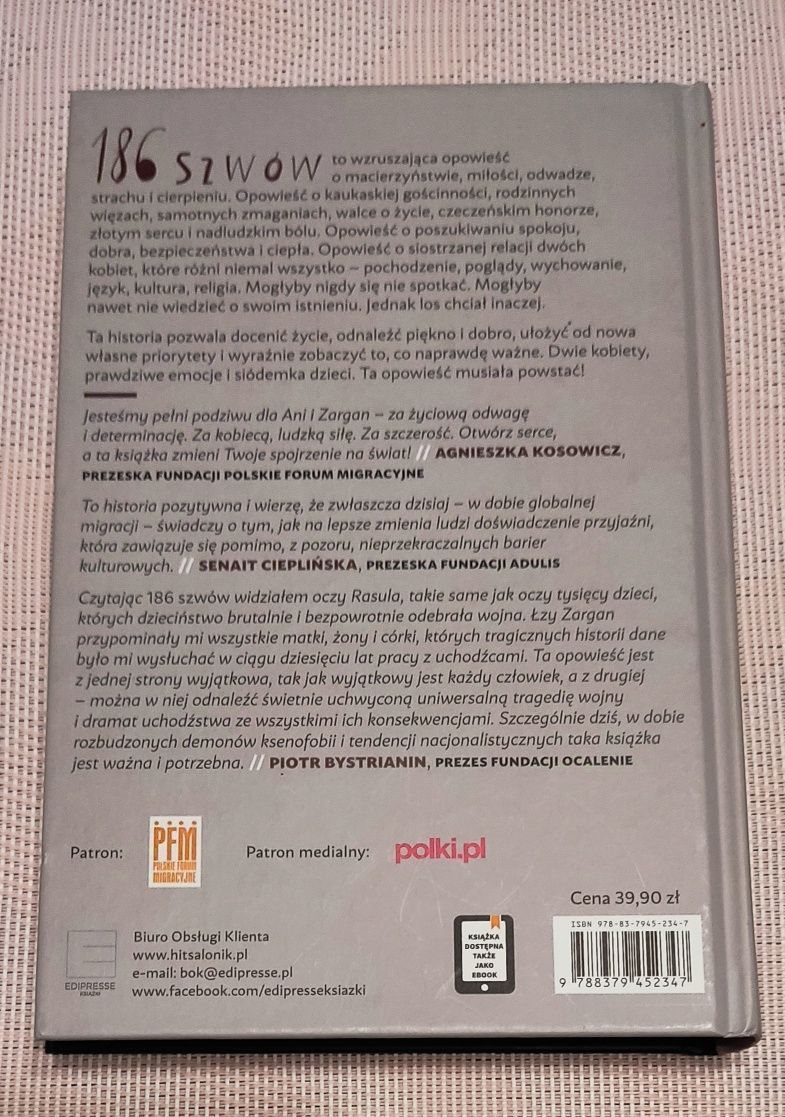 186 szwów to wzruszająca opowieść
o macierzyństwie, miłości, odwadze,
strachu i cierpieniu. Opowieść o kaukaskiej gościnności, rodzinnych
więzach, samotnych zmaganiach, walce o życie, czeczeńskim honorze,
złotym sercu i nadludzkim bólu. Opowieść o poszukiwaniu spokoju,
dobra, bezpieczeństwa i ciepła. Opowieść o siostrzanej relacji dwóch
kobiet, które różni niemal wszystko – pochodzenie, poglądy, wychowanie,
język, kultura, religia. Mogłyby nigdy się nie spotkać. Mogłyby
nawet nie wiedzieć o swoim istnieniu. Jednak los chciał inaczej.
Ta historia pozwala docenić życie, odnaleźć piękno i dobro, ułożyć od nowa
własne priorytety i wyraźnie zobaczyć to, co naprawdę ważne. Dwie kobiety,
prawdziwe emocje i siódemka dzieci. Ta opowieść musiała powstać!
Jesteśmy pełni podziwu dla Ani i Zargan – za życiową odwagę
i determinację. Za kobiecą, ludzką siłę. Za szczerość. Otwórz serce,
a ta książka zmieni Twoje spojrzenie na świat! // AGNIESZKA KOSOWICZ,
PREZESKA FUNDACJI POLSKIE FORUM MIGRACYJNE
To historia pozytywna i wierzę, że zwłaszcza dzisiaj – w dobie globalnej
migracji – świadczy o tym, jak na lepsze zmienia ludzi doświadczenie przyjaźni,
która zawiązuje się pomimo, z pozoru, nieprzekraczalnych barier
kulturowych. // SENAIT CIEPLIŃSKA, PREZESKA FUNDACJI ADULIS
Czytając 186 szwów widziałem oczy Rasula, takie same jak oczy tysięcy dzieci,
których dzieciństwo brutalnie i bezpowrotnie odebrała wojna. Łzy Zargan
przypominały mi wszystkie matki, żony i córki, których tragicznych historii dane
było mi wysłuchać w ciągu dziesięciu lat pracy z uchodźcami. Ta opowieść jest
z jednej strony wyjątkowa, tak jak wyjątkowy jest każdy człowiek, a z drugiej
– można w niej odnaleźć świetnie uchwyconą uniwersalną tragedię wojny
i dramat uchodźstwa ze wszystkimi ich konsekwencjami. Szczególnie dziś, w dobie
rozbudzonych demonów ksenofobii i tendencji nacjonalistycznych taka książka
jest ważna i potrzebna. // PIOTR BYSTRIANIN, PREZES FUNDACJI OCALENIE
Patron:
PFM
POLSKIE FORUM
MIGRACYJNE
Patron medialny:
polki.pl
Cena 39,90 zł
EDIPRESSE
KSIĄŻKI
Biuro Obsługi Klienta
www.hitsalonik.pl
e-mail: bok@edipresse.pl
www.facebook.com/edipresseksiazki
KSIĄŻKA
DOSTĘPNA
TAKŻE
JAKO
EBOOK
ISBN 978-83-7945-234-7
9 788379 452347